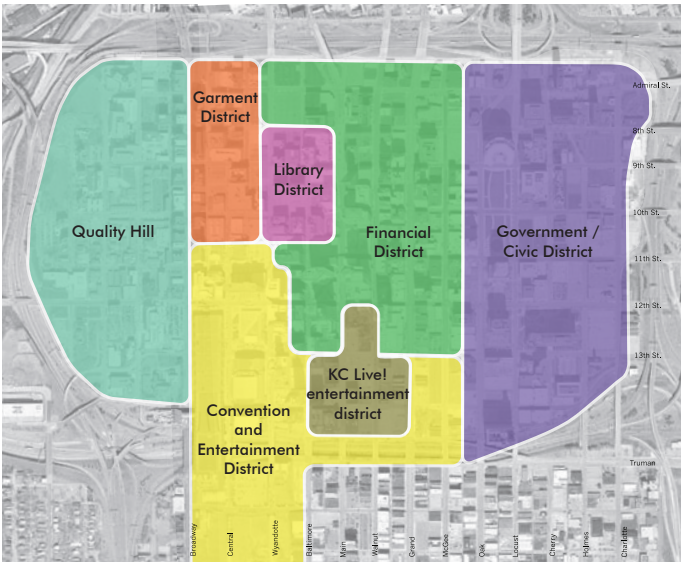 Garment
District
Admiral St.
8th St.
9th St.
Library
District
10th St.
Quality Hill
Financial
District
Government /
Civic District
11th St.
12th St.
13th St.
KC Live!
entertainment
district
Convention
and
Entertainment
District
Truman
Broadway
Central
Wyandotte
Baltimore
Main
Walnut
Grand
McGee
Oak
Locust
Cherry
Holmes
Charlotte